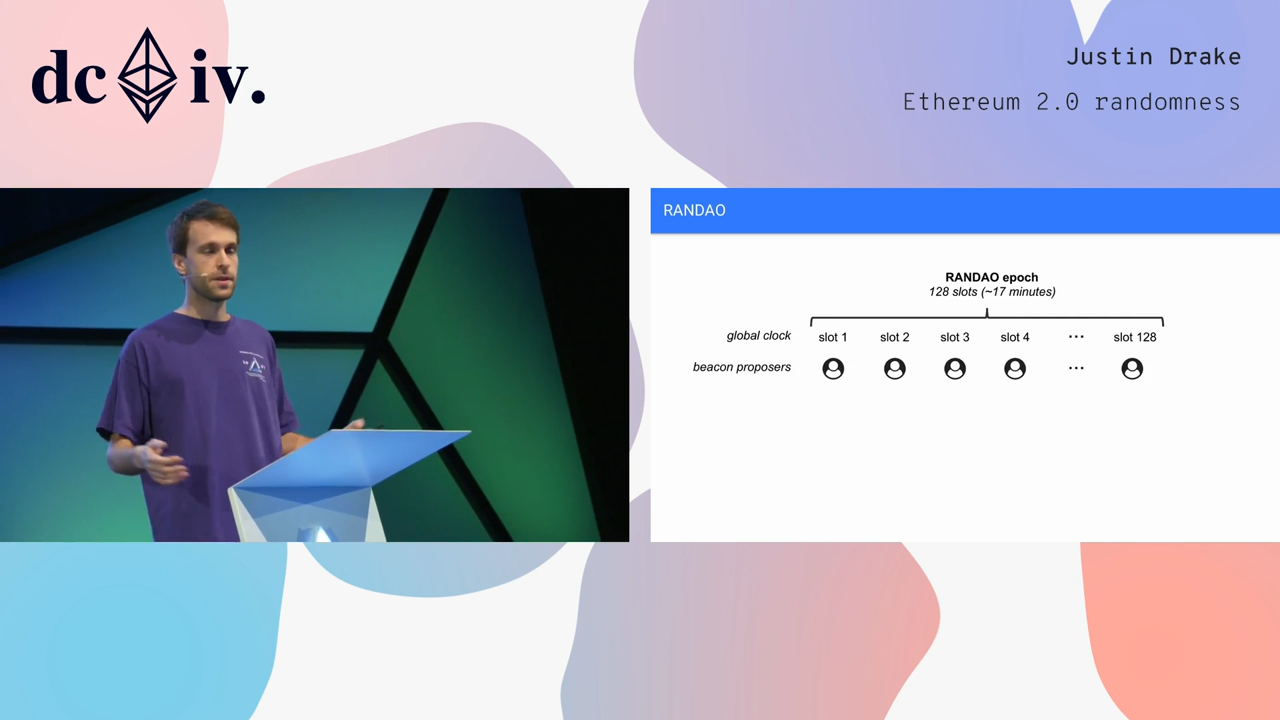 dc iv.
Justin Drake
Ethereum 2.0 randomness
RANDAO
RANDAO epoch
128 slots (~17 minutes)
global clock slot 1 slot 2 slot 3 slot 4 ... slot 128
beacon proposers ...